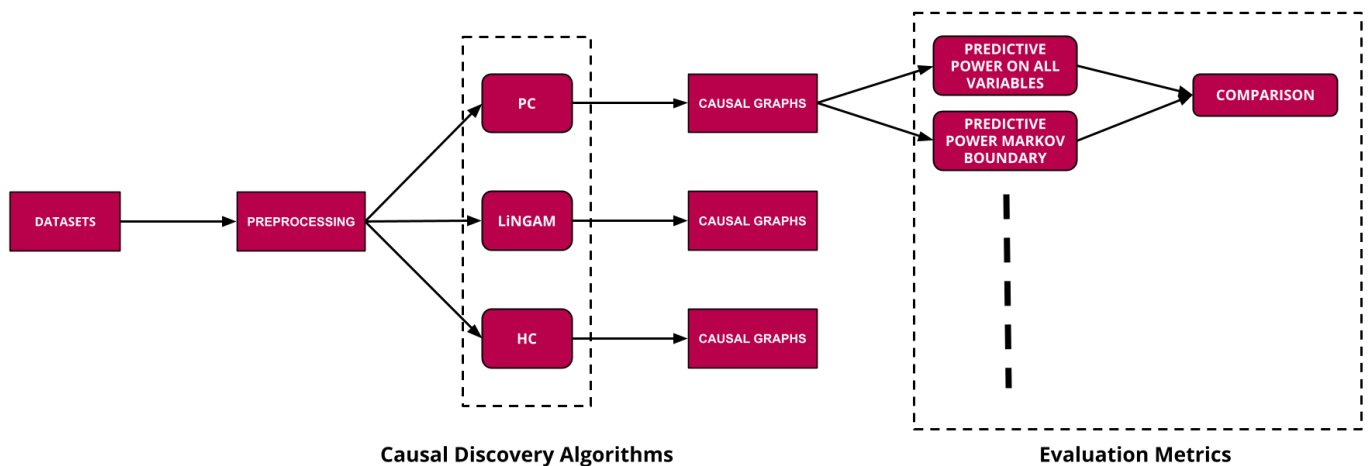 DATASETS
PREPROCESSING
PC
LiNGAM
HC
CAUSAL GRAPHS
CAUSAL GRAPHS
CAUSAL GRAPHS
PREDICTIVE
POWER ON ALL
VARIABLES
PREDICTIVE
POWER MARKOV
BOUNDARY
COMPARISON
Causal Discovery Algorithms
Evaluation Metrics